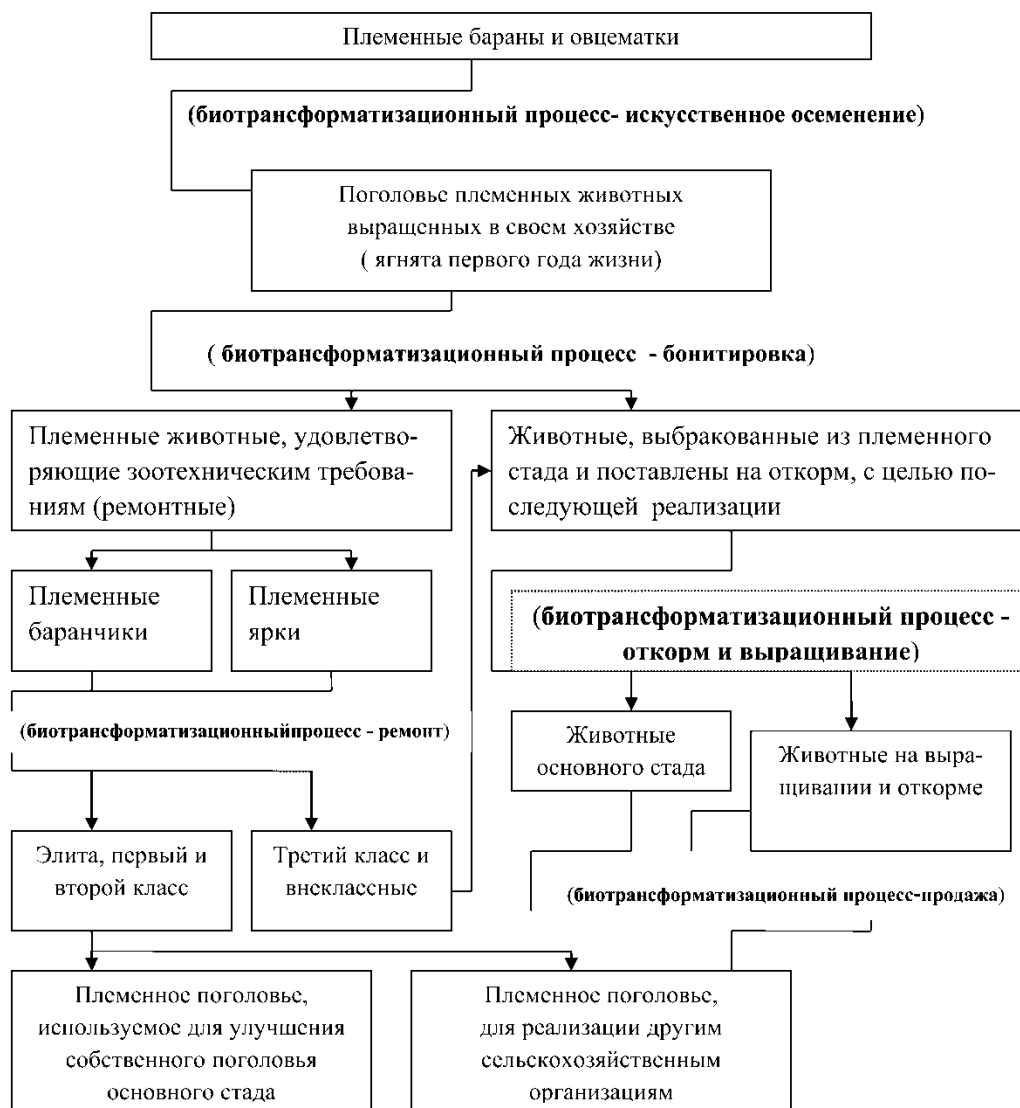 Племенные бараны и овцематки
(биотрансформатизационный процесс- искусственное осеменение)
Поголовье племенных животных
выращенных в своем хозяйстве
( ягнята первого года жизни)
( биотрансформатизационный процесс - бонитировка)
Племенные животные, удовлетво-
ряющие зоотехническим требова-
ниям (ремонтные)
Животные, выбракованные из племенного
стада и поставлены на откорм, с целью по-
следующей реализации
Племенные
баранчики
Племенные
ярки
(биотрансформатизационный процесс -
откорм и выращивание)
(биотрансформатизационныйпроцесс - ремонт)
Животные
основного стада
Животные на выра-
щивании и откорме
Элита, первый и
второй класс
Третий класс и
внеклассные
(биотрансформатизационный процесс-продажа)
Племенное поголовье,
используемое для улучшения
собственного поголовья
основного стада
Племенное поголовье,
для реализации другим
сельскохозяйственным
организациям